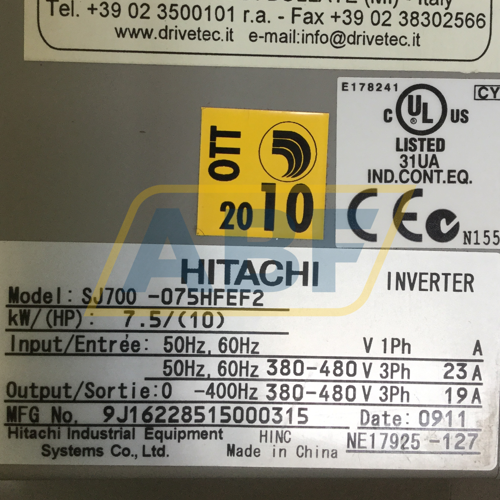 Tel. +39 02 3500101 r.a. - Fax +39 02 38302566
www.drivetec.it e-mail:info@drivetec.it
E178241
CY
C UL US
LISTED
31UA
IND.CONT.EQ.
CE
N155
OTT
2010
ABF
HITACHI INVERTER
Model: SJ700 -075HFEF2
kW/(HP): 7.5/(10)
Input/Entrée: 50Hz, 60Hz V 1Ph A
50Hz, 60Hz 380-480 V 3Ph 23 A
Output/Sortie: 0 -400Hz 380-480 V 3Ph 19 A
MFG No. 9J16228515000315 Date: 0911
Hitachi Industrial Equipment Systems Co., Ltd.
HINC
Made in China
NE17925 -127